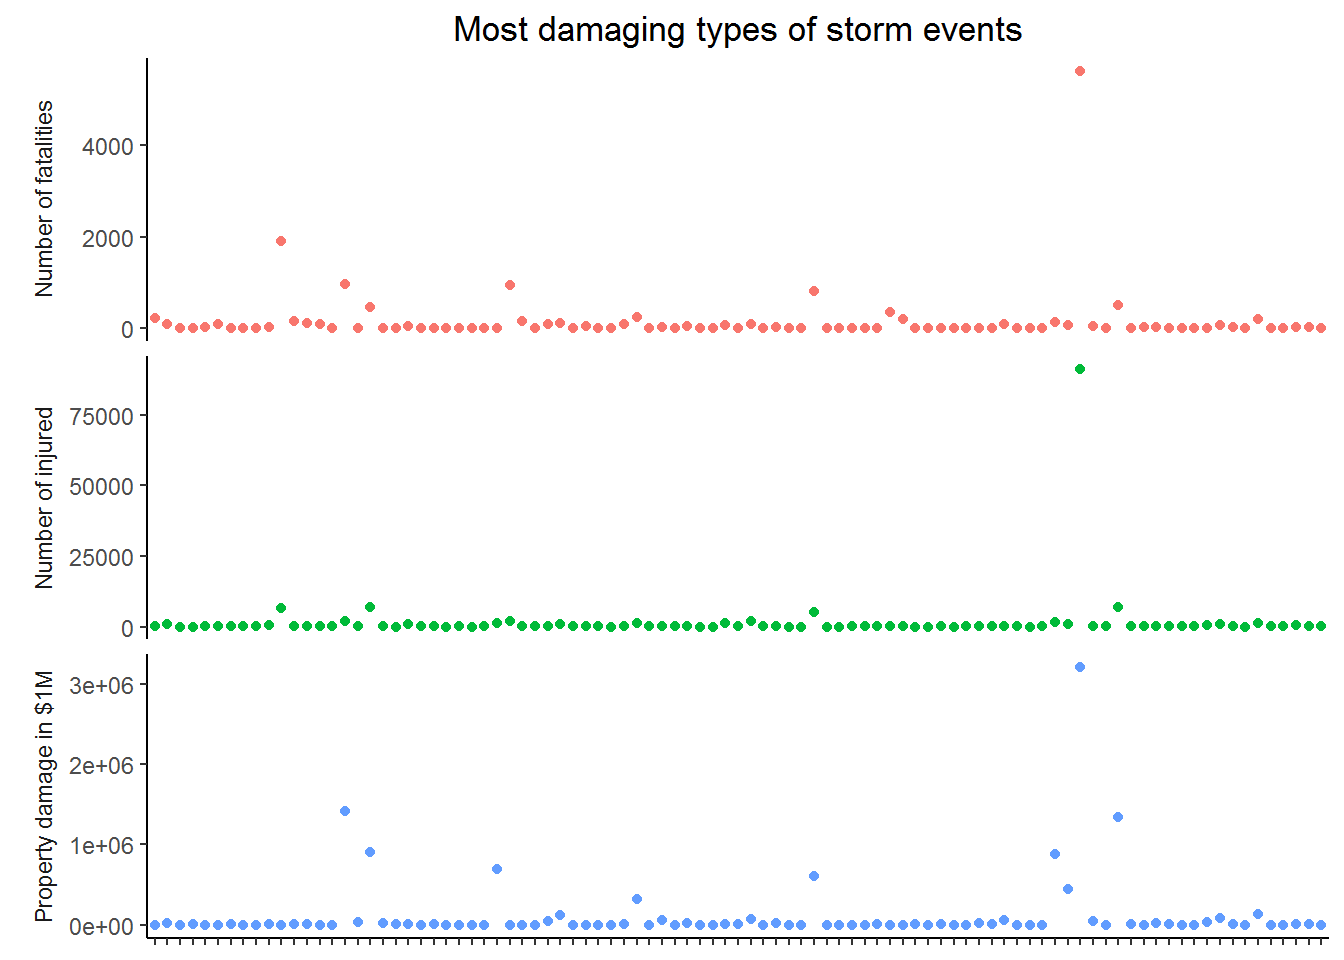 Most damaging types of storm events
Number of fatalities
4000
2000
0
Number of injured
75000
50000
25000
0
Property damage in $1M
3e+06
2e+06
1e+06
0e+00